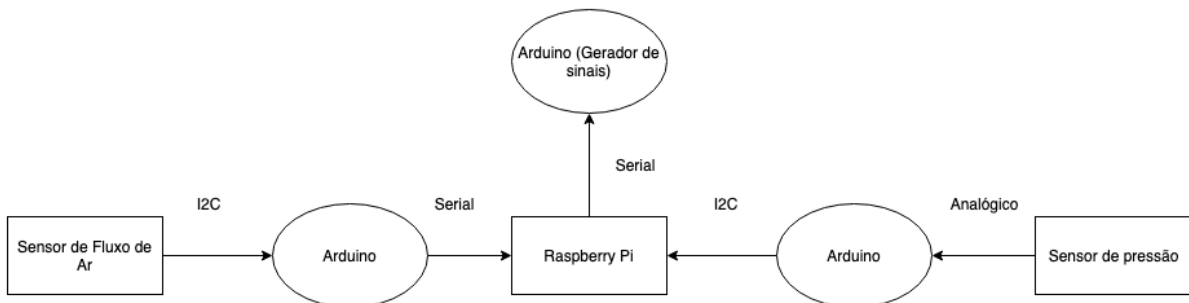 Arduino (Gerador de
sinais)
Serial
I2C
Serial
I2C
Analógico
Sensor de Fluxo de
Ar
Arduino
Raspberry Pi
Arduino
Sensor de pressão